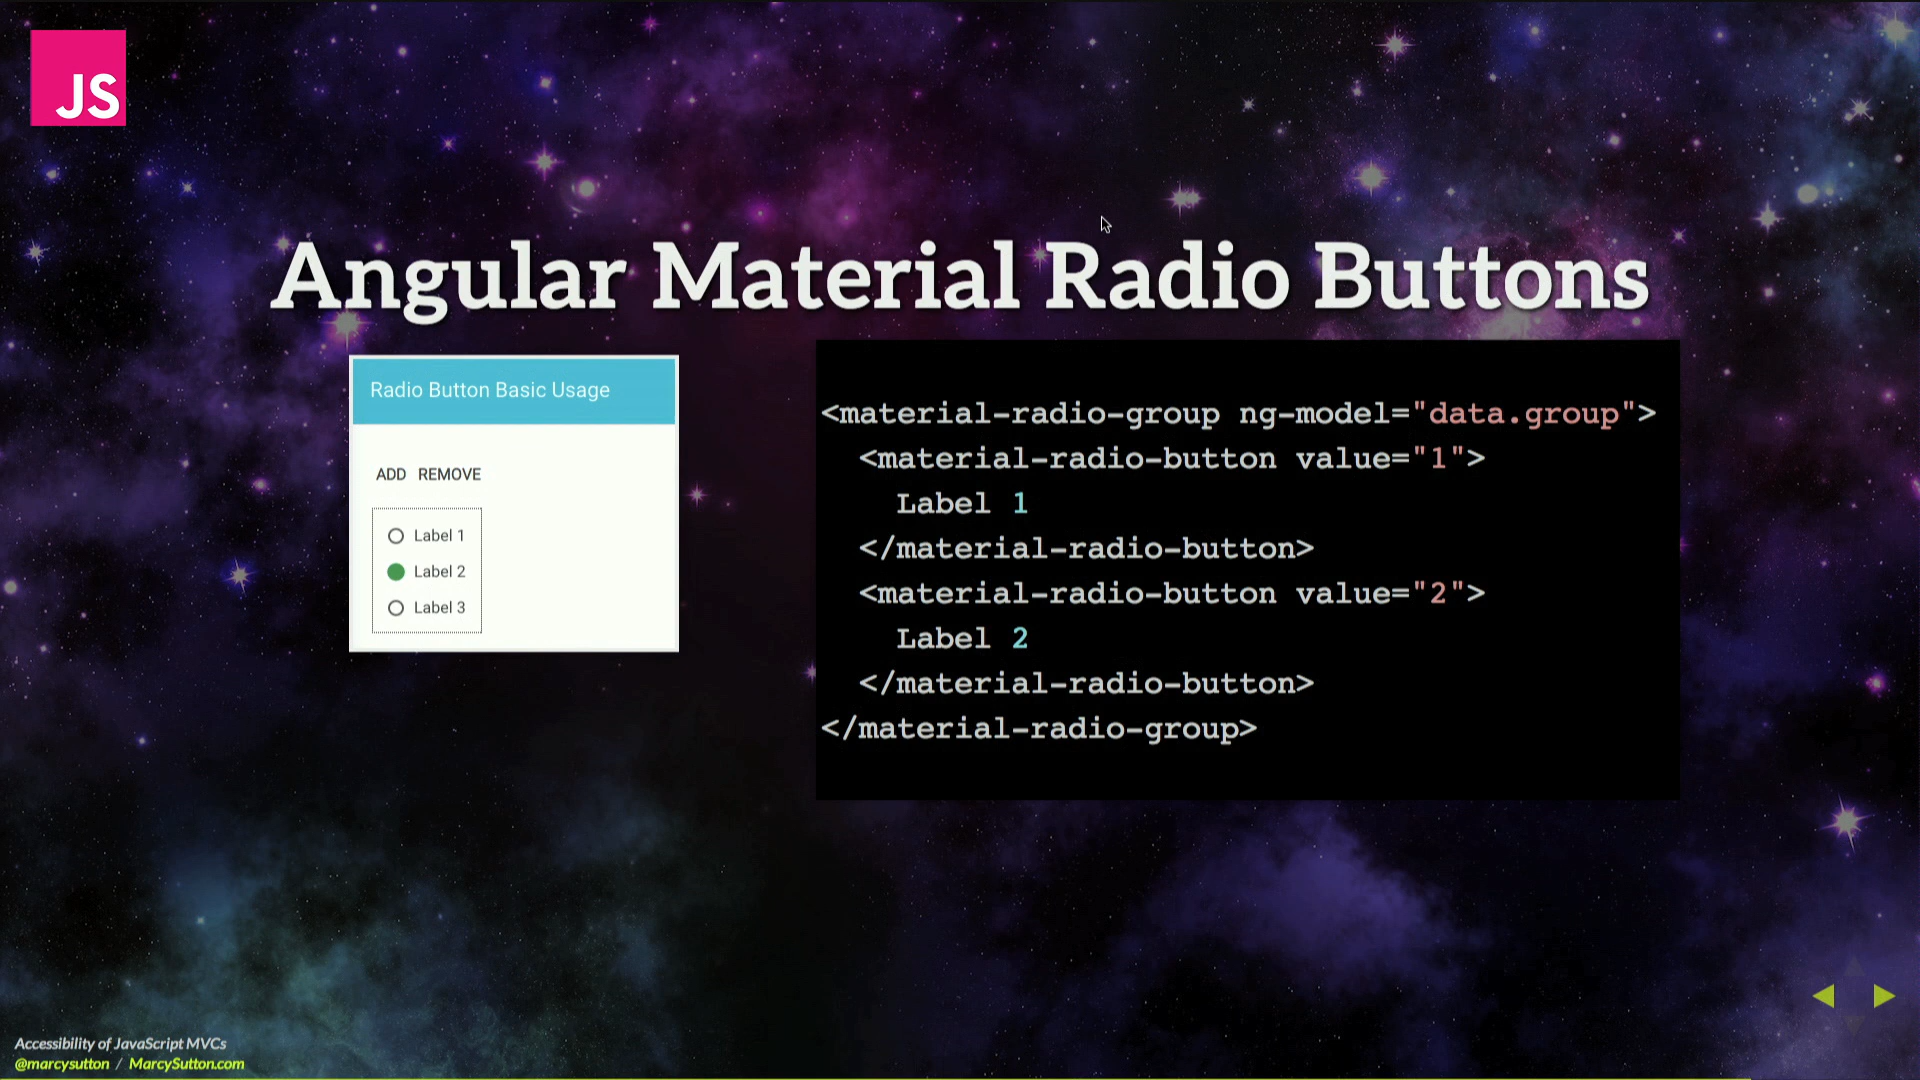 JS
Angular Material Radio Buttons
Radio Button Basic Usage
ADD REMOVE
Label 1
Label 2
Label 3
<material-radio-group ng-model="data.group">
<material-radio-button value="1">
Label 1
</material-radio-button>
<material-radio-button value="2">
Label 2
</material-radio-button>
</material-radio-group>
Accessibility of JavaScript MVCs
@marcysutton / MarcySutton.com